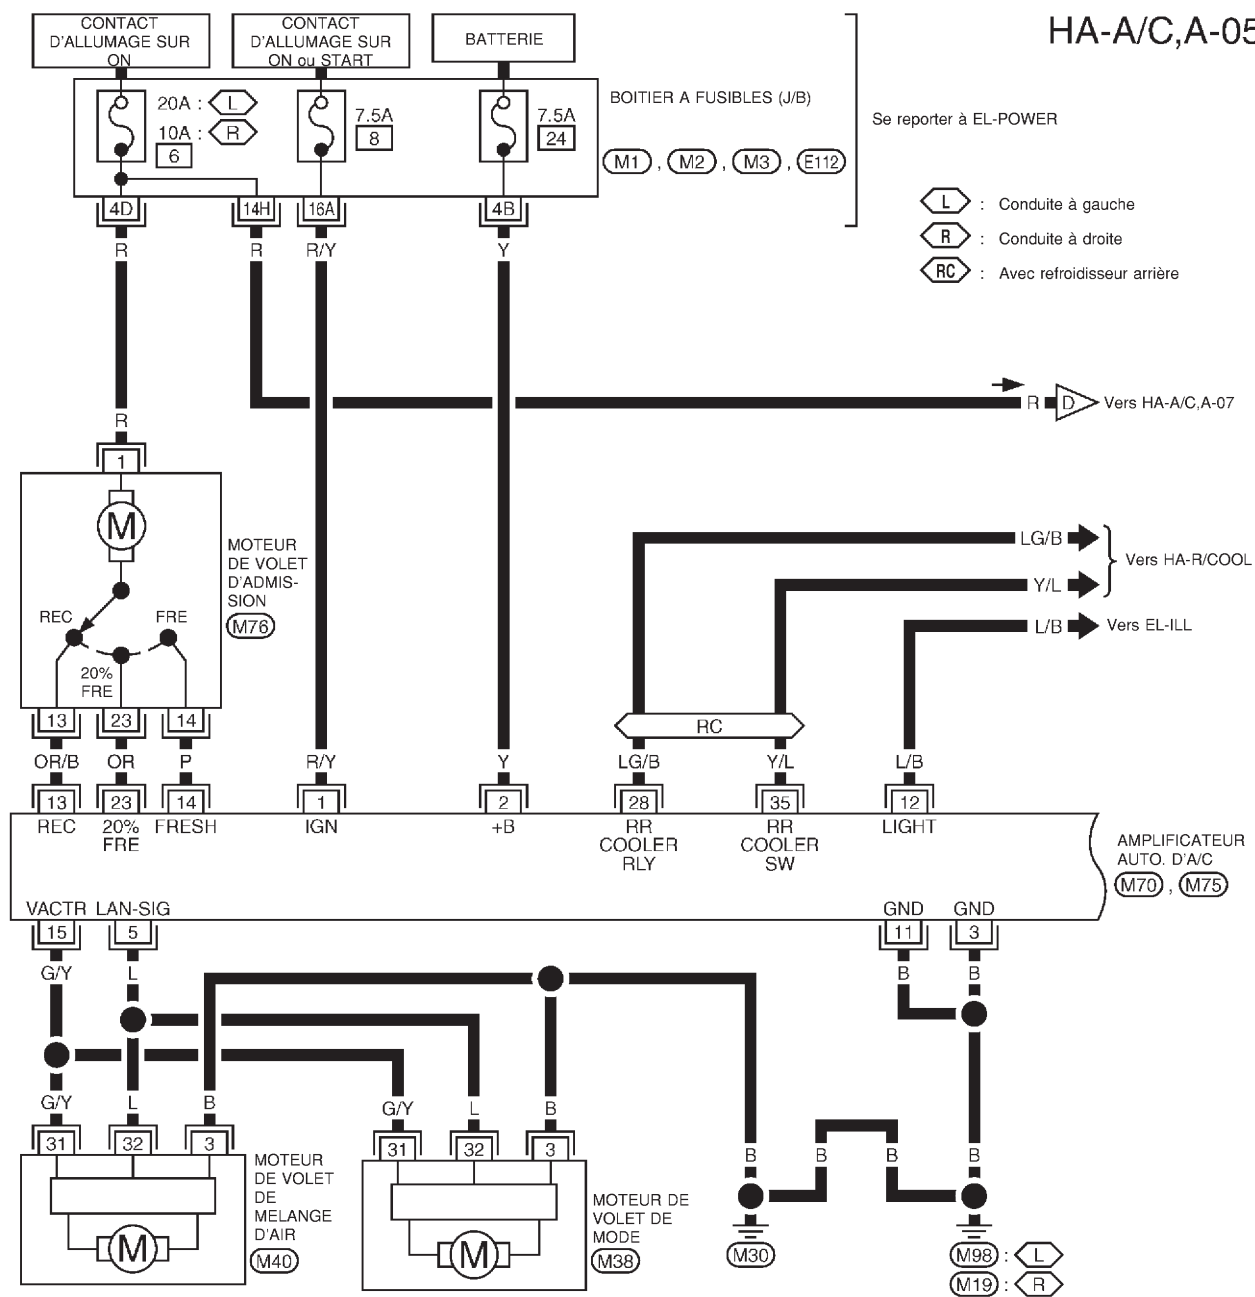 HA-A/C,A-05
CONTACT
D'ALLUMAGE SUR
ON
CONTACT
D'ALLUMAGE SUR
ON ou START
BATTERIE
20A : L
10A : R
6
7.5A
8
7.5A
24
BOITIER A FUSIBLES (J/B)
M1 , M2 , M3 , E112
Se reporter à EL-POWER
L : Conduite à gauche
R : Conduite à droite
RC : Avec refroidisseur arrière
4D 14H 16A 4B
R R R/Y Y
R D Vers HA-A/C,A-07
R
1
M
MOTEUR
DE VOLET
D'ADMIS-
SION
M76
REC FRE
20%
FRE
LG/B
Y/L
Vers HA-R/COOL
L/B Vers EL-ILL
RC
13 23 14
OR/B OR P R/Y Y LG/B Y/L L/B
13 23 14 1 2 28 35 12
REC 20% FRE FRESH IGN +B RR COOLER RLY RR COOLER SW LIGHT
AMPLIFICATEUR
AUTO. D'A/C
M70 , M75
VACTR LAN-SIG GND GND
15 5 11 3
G/Y L B B
G/Y L B
G/Y L B
B B B B
31 32 3
31 32 3
M
MOTEUR
DE VOLET
DE
MELANGE
D'AIR
M40
M
MOTEUR DE
VOLET DE
MODE
M38
M30
M98 : L
M19 : R